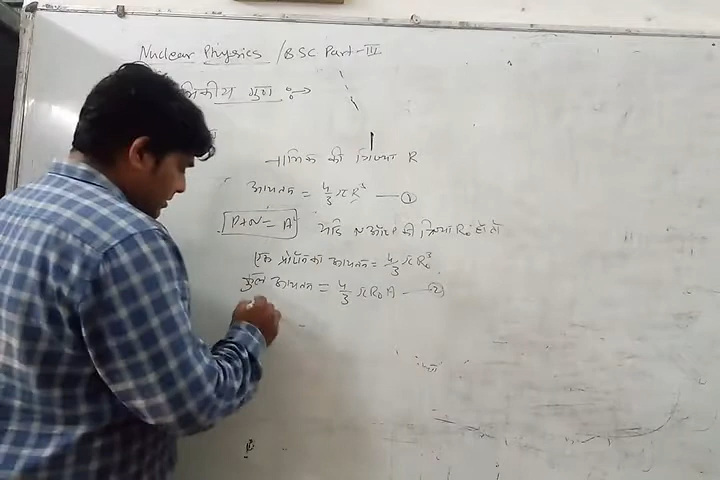 Nuclear Physics / BSC Part-III
गुण :→
नाभिक की त्रिज्या R
आयतन = 4/3 πR³ — ①
P+N = A
यदि N और P की त्रिज्या R₀ हो तो
एक प्रोटॉन का आयतन = 4/3 πR₀³
कुल आयतन = 4/3 πR₀A — ②